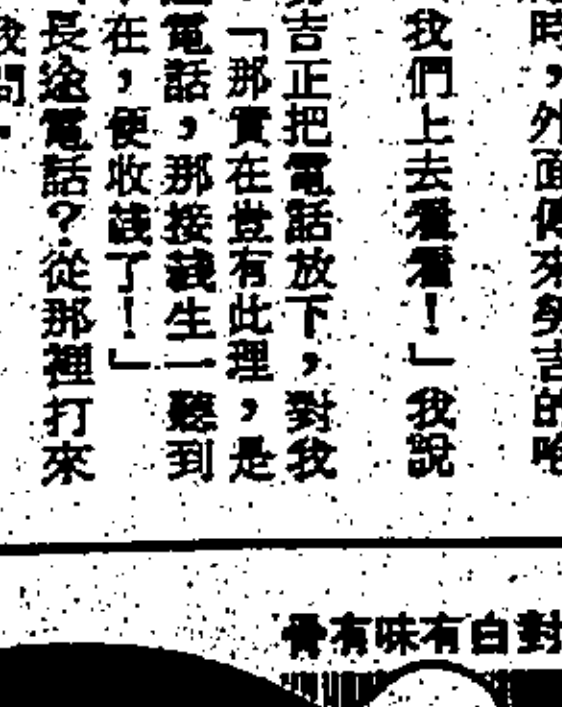 時，外面傳來勞吉的咆
我們上去看看！」我說
吉正把電話放下，對我
「那實在豈有此理，是
電話，那接線生一聽到
在，便收線了！」
長途電話？從那裡打來
問
骨有味有白對